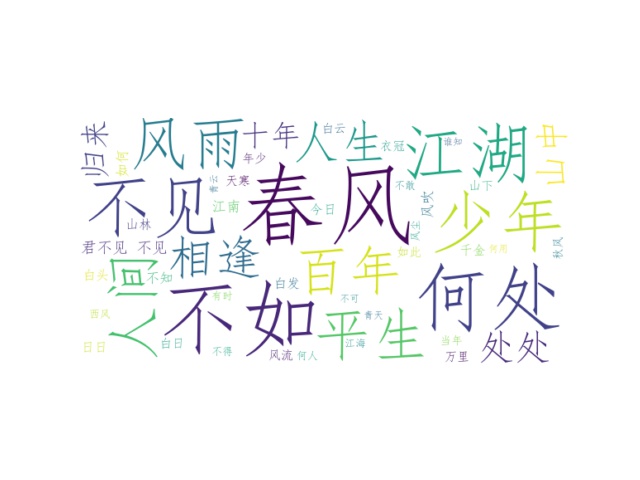 归来
风雨
十年
白云
人生
衣冠
江湖
谁知
山中
如何
年少
不见
青云
天寒
春风
不敢
山下
少年
山林
江南
今日
风尘
风吹
君不见 不见
相逢
百年
如此
千金
何用
秋风
人间
白头
不知
不如
白发
不可
何处
西风
有时
平生
青天
日日
白日
不得
风流
何人
江海
当年
万里
处处